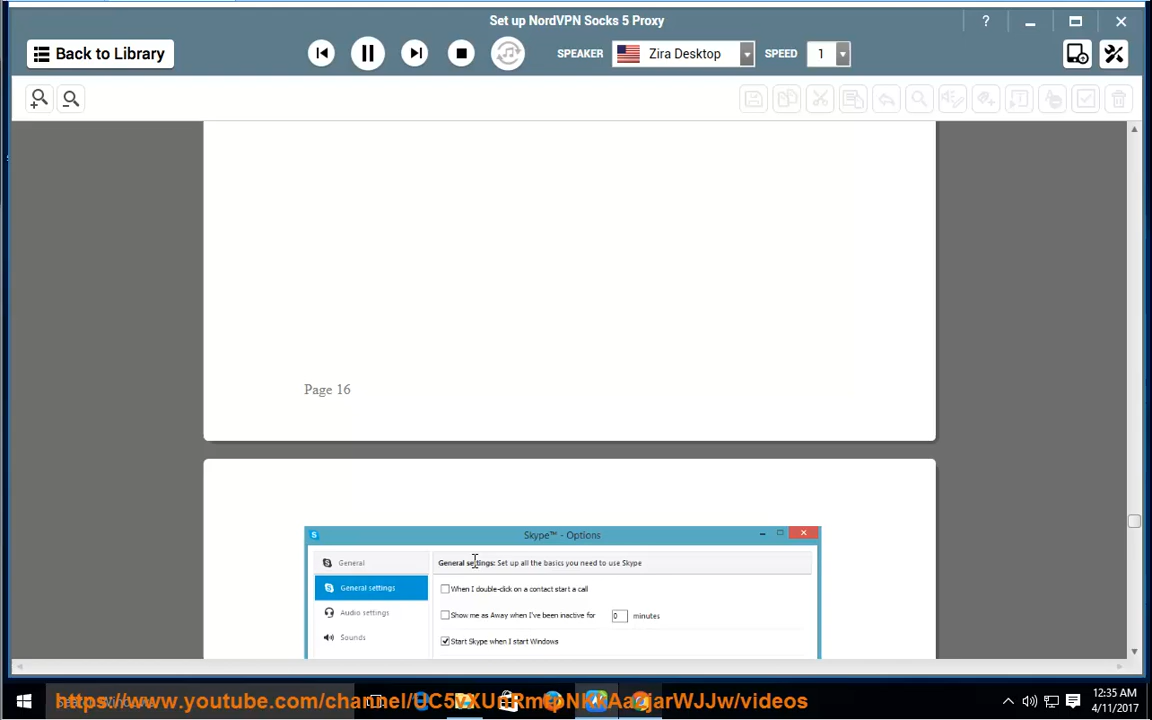 Set up NordVPN Socks 5 Proxy
?
Back to Library
SPEAKER
Zira Desktop
SPEED
1
Page 16
Skype™ - Options
General
General settings: Set up all the basics you need to use Skype
General settings
When I double-click on a contact start a call
Audio settings
Show me as Away when I've been inactive for 0 minutes
Sounds
Start Skype when I start Windows
12:35 AM
4/11/2017